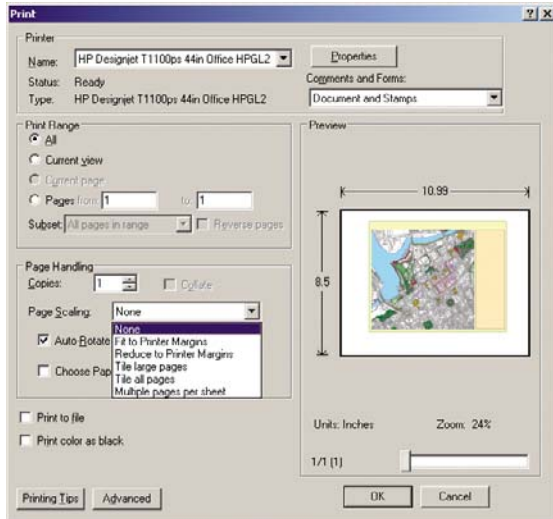 Print
Printer
Name: HP Designjet T1100ps 44in Office HPGL2
Properties
Status: Ready
Comments and Forms:
Type: HP Designjet T1100ps 44in Office HPGL2
Document and Stamps
Print Range
All
Current view
Current page
Pages from: 1 to: 1
Subset: All pages in range Reverse pages
Page Handling
Copies: 1 Collate
Page Scaling: None
None
Fit to Printer Margins
Reduce to Printer Margins
Tile large pages
Tile all pages
Multiple pages per sheet
Auto Rotate
Choose Pap
Print to file
Print color as black
Preview
10.99
8.5
Units: Inches Zoom: 24%
1/1 (1)
Printing Tips Advanced OK Cancel